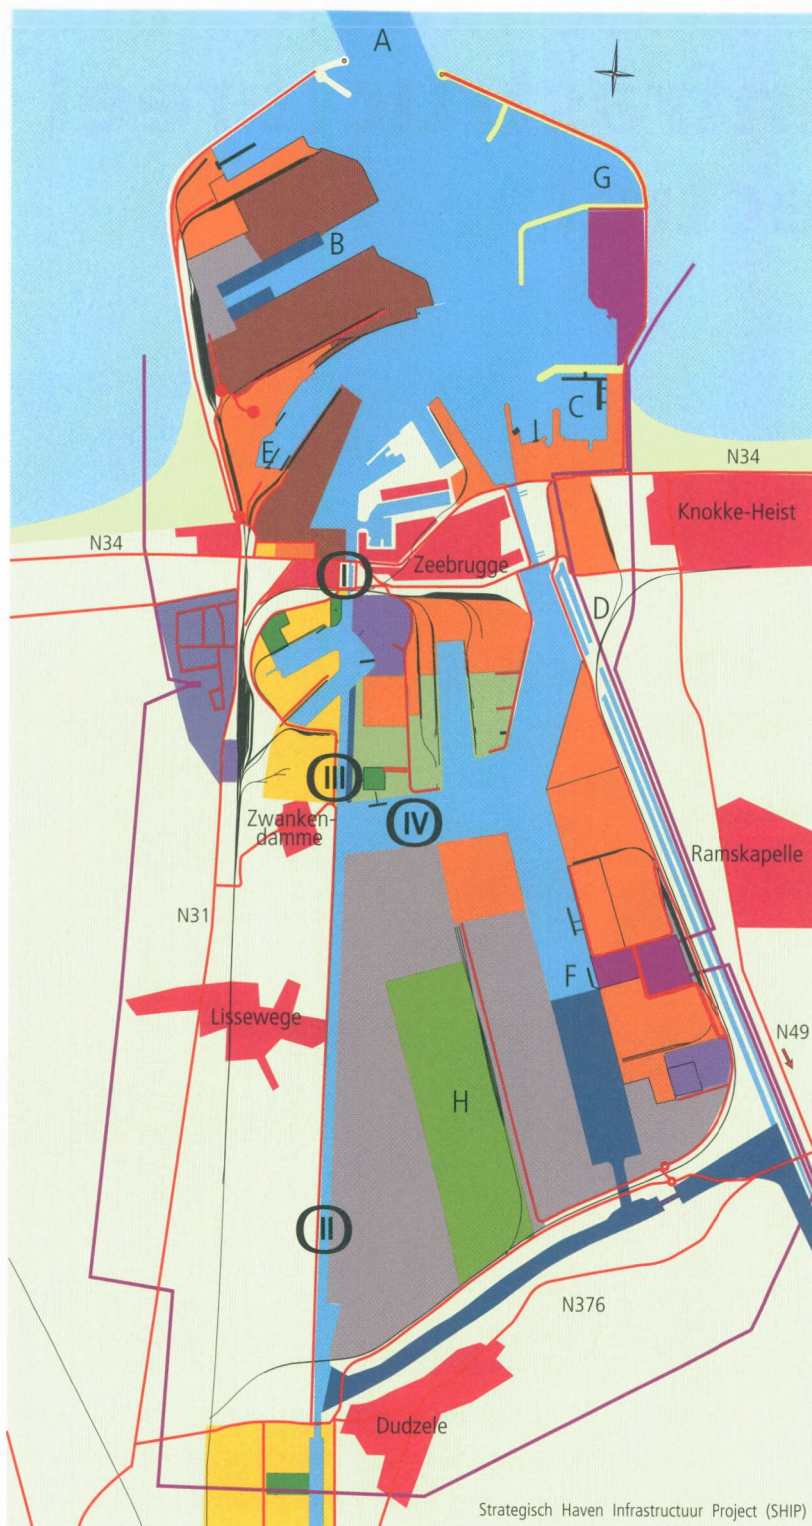 A
G
B
C
E
N34
Knokke-Heist
N34
I
Zeebrugge
D
III
Zwanken-
damme
IV
Ramskapelle
N31
F
Lissewege
N49
H
II
N376
Dudzele
Strategisch Haven Infrastructuur Project (SHIP)